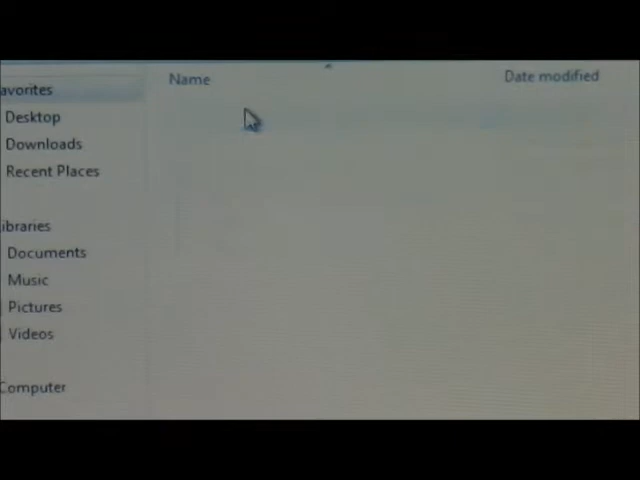 Name
Date modified
avorites
Desktop
Downloads
Recent Places
ibraries
Documents
Music
Pictures
Videos
Computer